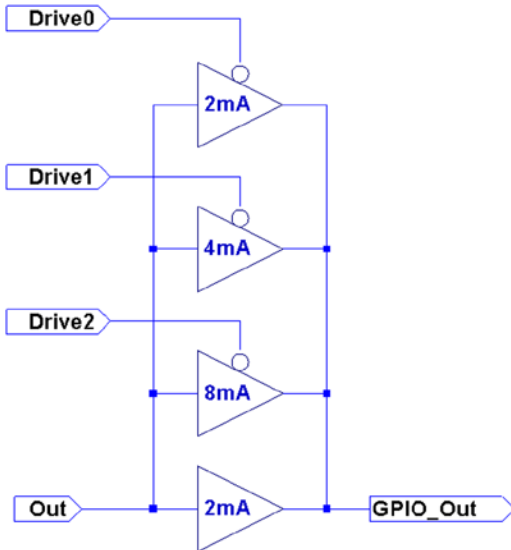 Drive0
2mA
Drive1
4mA
Drive2
8mA
Out
2mA
GPIO_Out